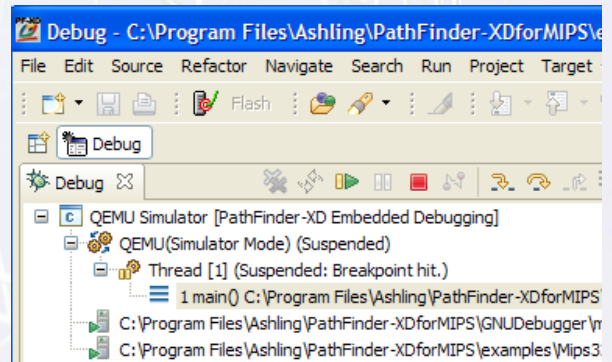 PF-XD Debug - C:\Program Files\Ashling\PathFinder-XDforMIPS\e
File Edit Source Refactor Navigate Search Run Project Target
Flash
Debug
Debug
QEMU Simulator [PathFinder-XD Embedded Debugging]
QEMU(Simulator Mode) (Suspended)
Thread [1] (Suspended: Breakpoint hit.)
1 main() C:\Program Files\Ashling\PathFinder-XDforMIPS
C:\Program Files\Ashling\PathFinder-XDforMIPS\GNUDebugger\m
C:\Program Files\Ashling\PathFinder-XDforMIPS\examples\Mips3